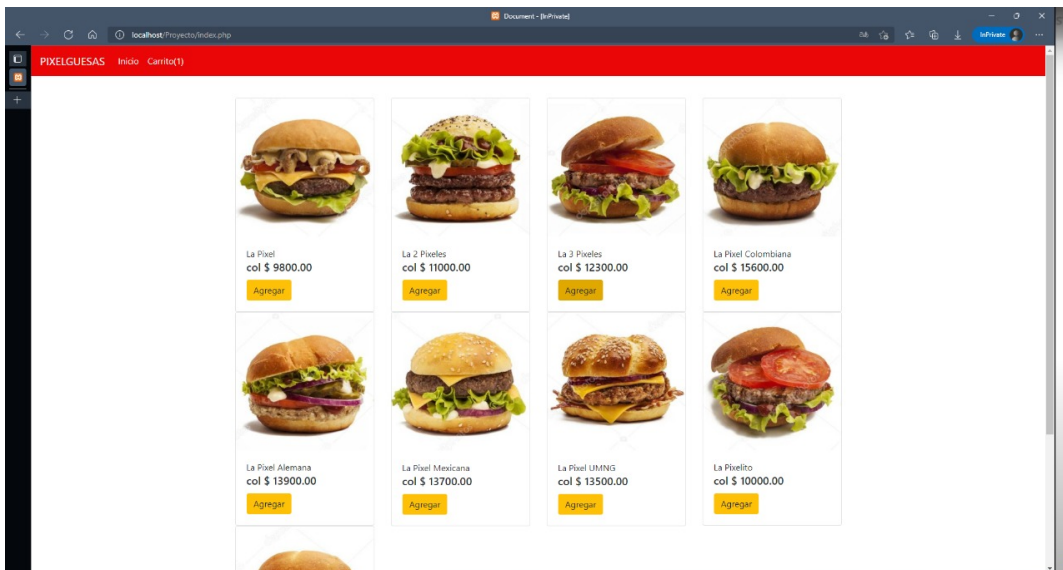 Document - [InPrivate]
localhost/Proyecto/index.php
InPrivate
PIXELGUESAS Inicio Carrito(1)
La Pixel
col $ 9800.00
Agregar
La 2 Pixeles
col $ 11000.00
Agregar
La 3 Pixeles
col $ 12300.00
Agregar
La Pixel Colombiana
col $ 15600.00
Agregar
La Pixel Alemana
col $ 13900.00
Agregar
La Pixel Mexicana
col $ 13700.00
Agregar
La Pixel UMNG
col $ 13500.00
Agregar
La Pixelito
col $ 10000.00
Agregar